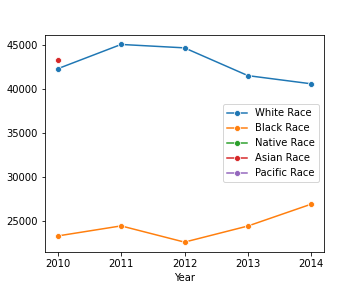 45000
40000
35000
30000
25000
White Race
Black Race
Native Race
Asian Race
Pacific Race
2010 2011 2012 2013 2014
Year